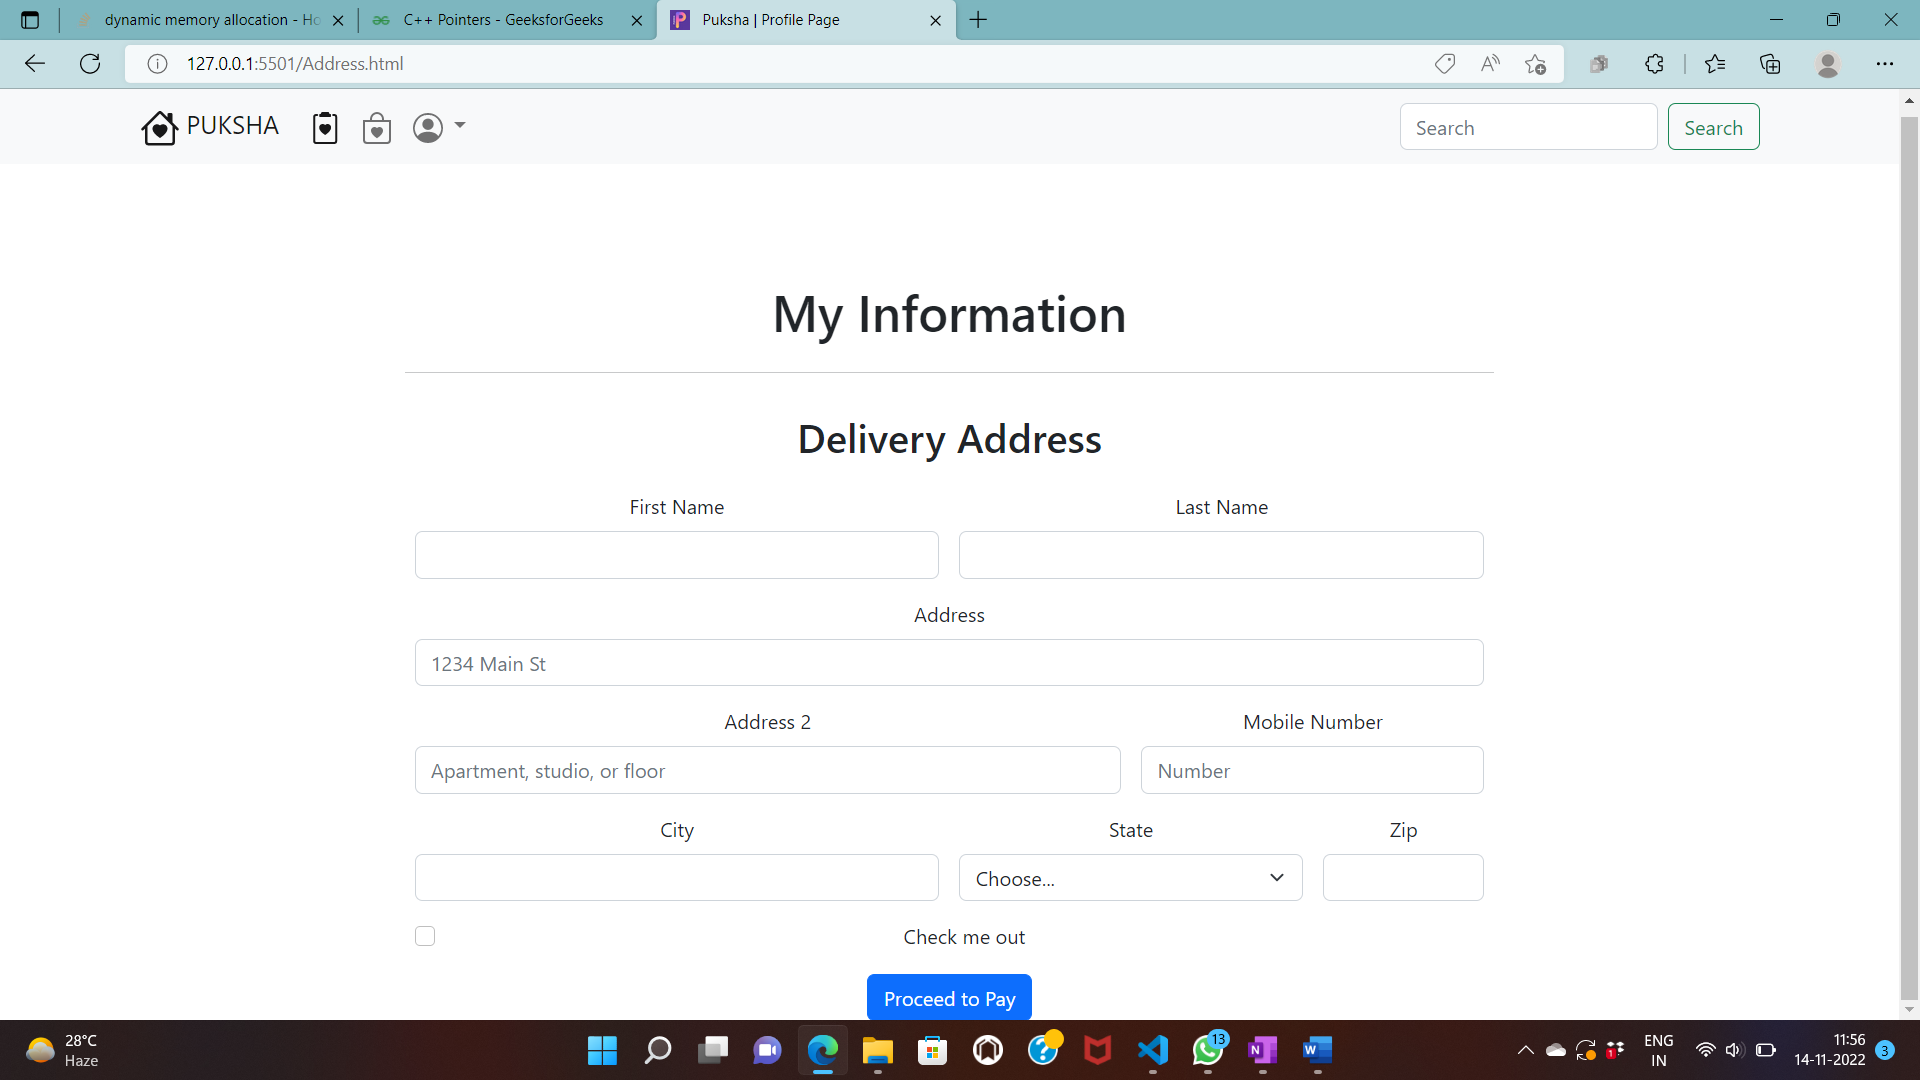 dynamic memory allocation - Ho
C++ Pointers - GeeksforGeeks
Puksha | Profile Page
127.0.0.1:5501/Address.html
PUKSHA
Search
Search
My Information
Delivery Address
First Name
Last Name
Address
1234 Main St
Address 2
Mobile Number
Apartment, studio, or floor
Number
City
State
Zip
Choose...
Check me out
Proceed to Pay
28°C
Haze
13
1
ENG
IN
11:56
14-11-2022
3